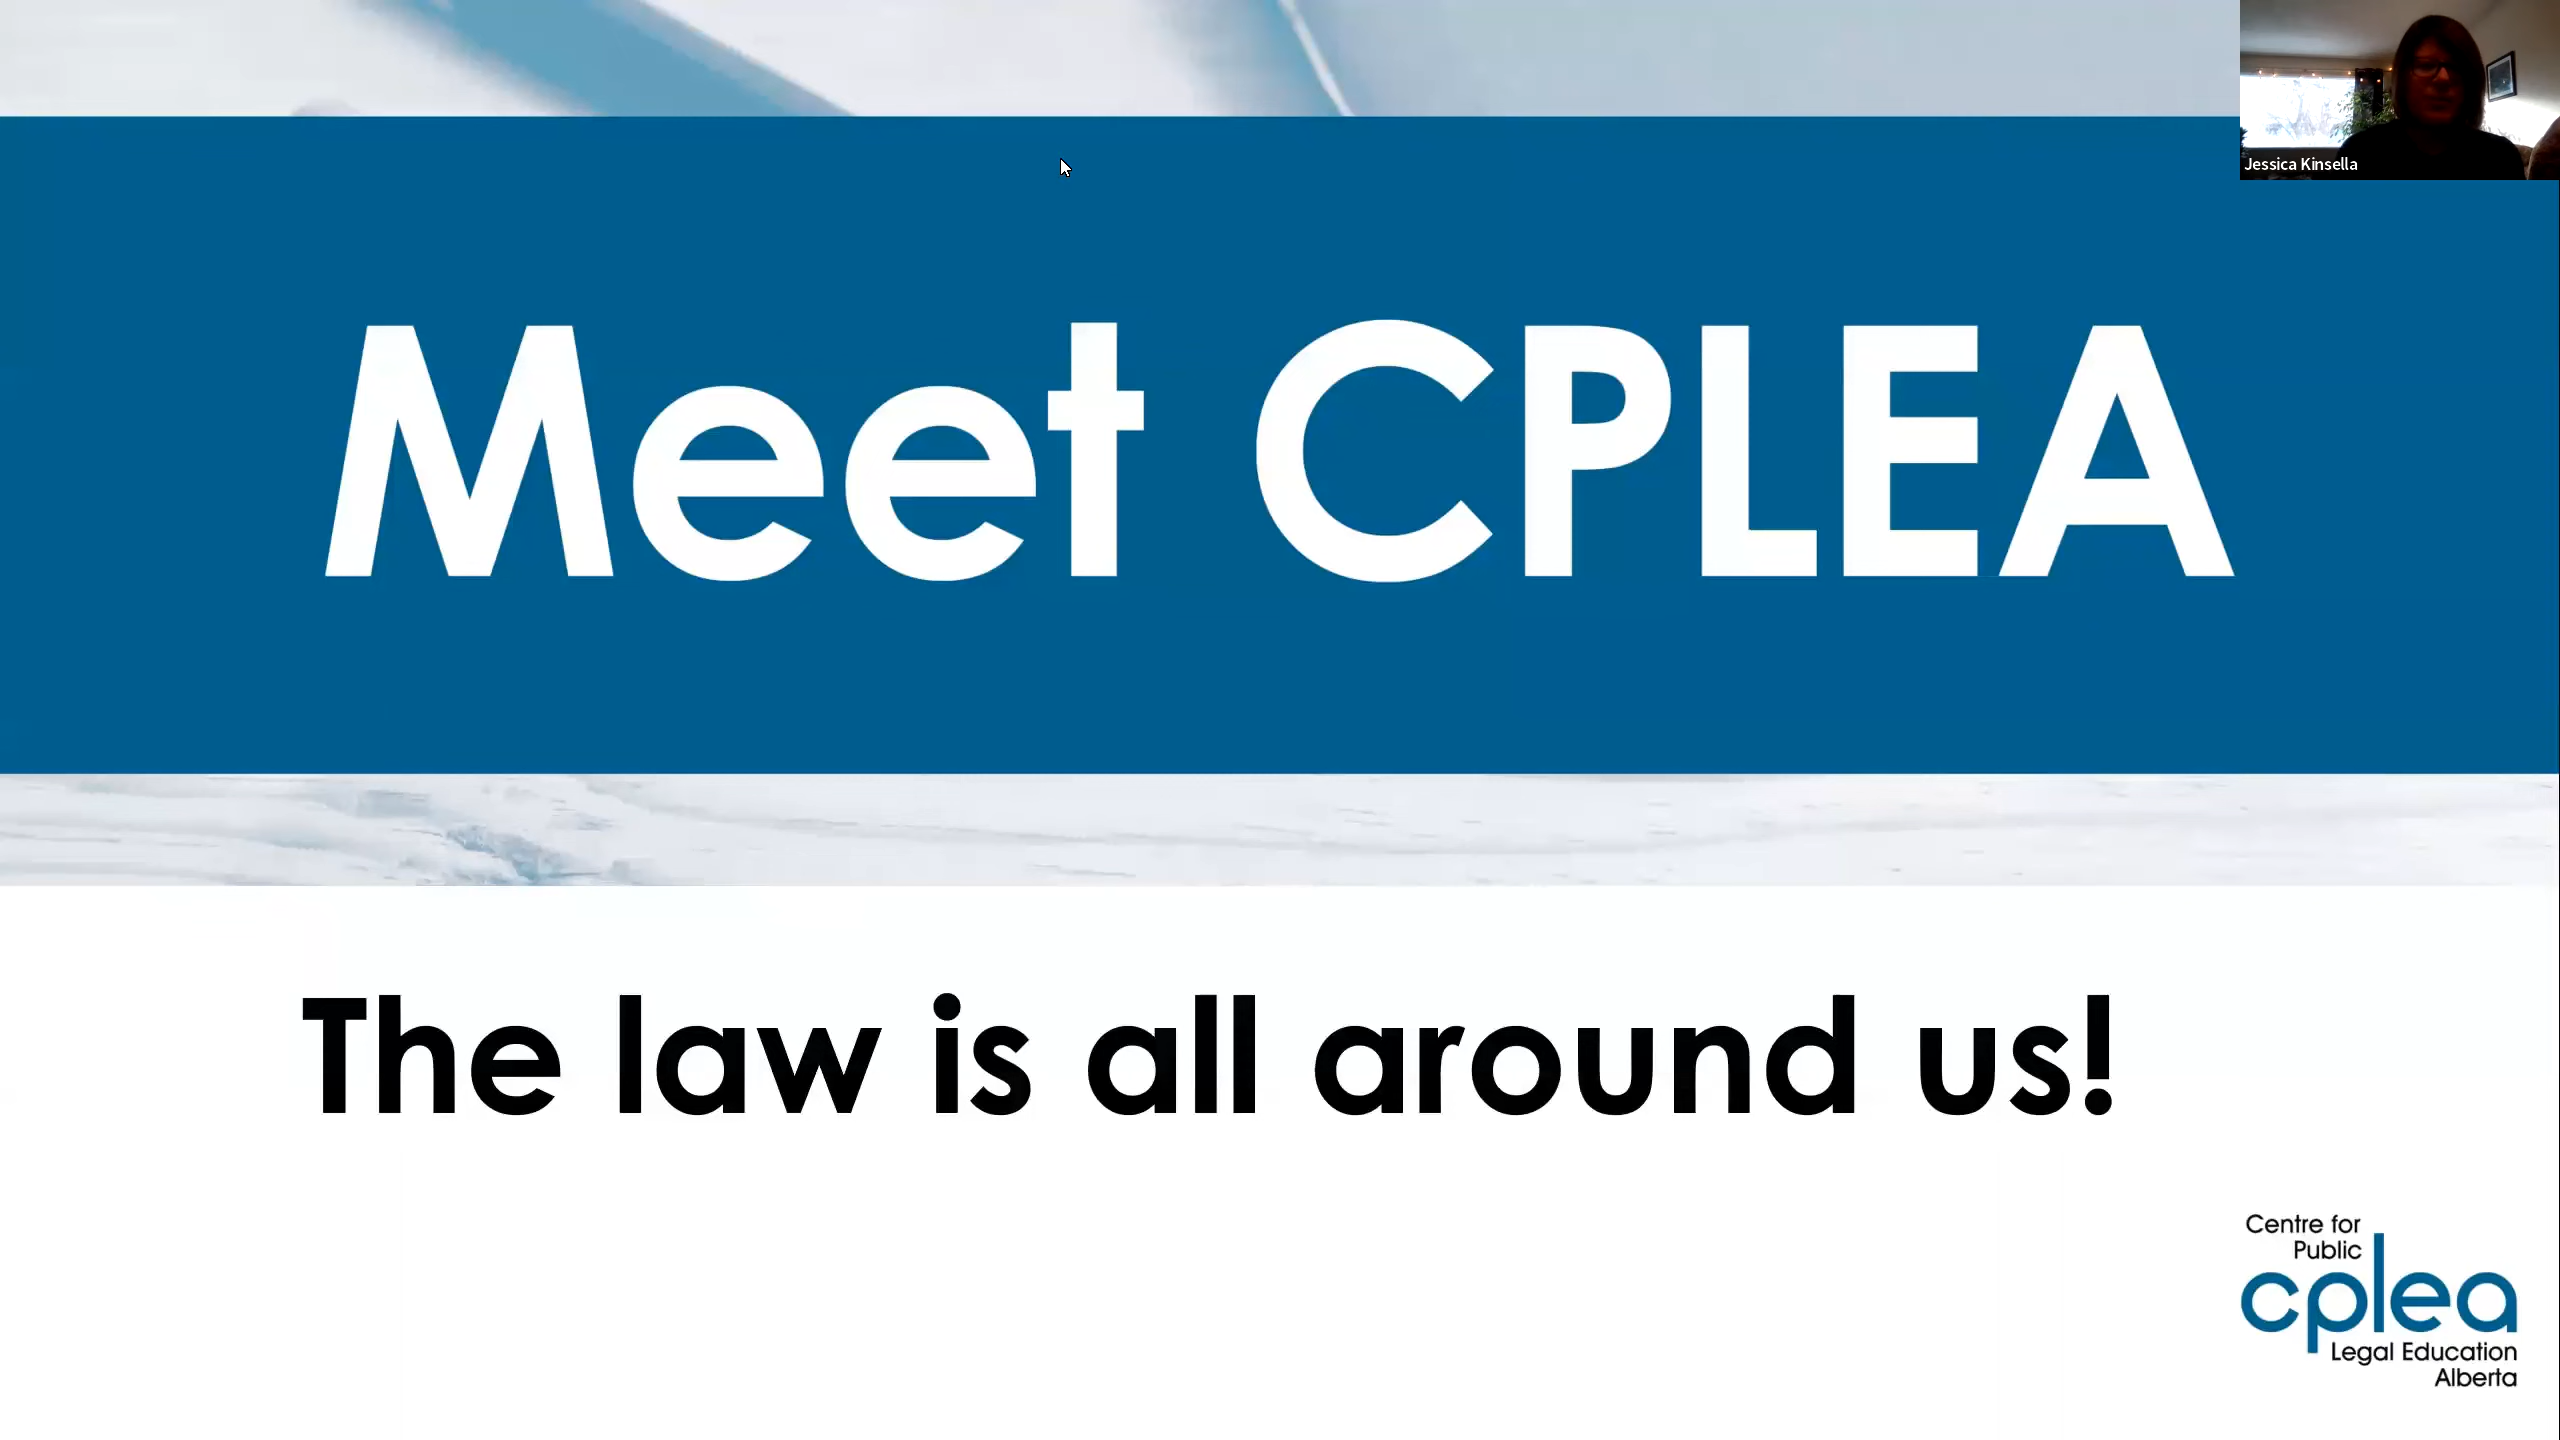 Jessica Kinsella
Meet CPLEA
The law is all around us!
Centre for
Public
cplea
Legal Education
Alberta